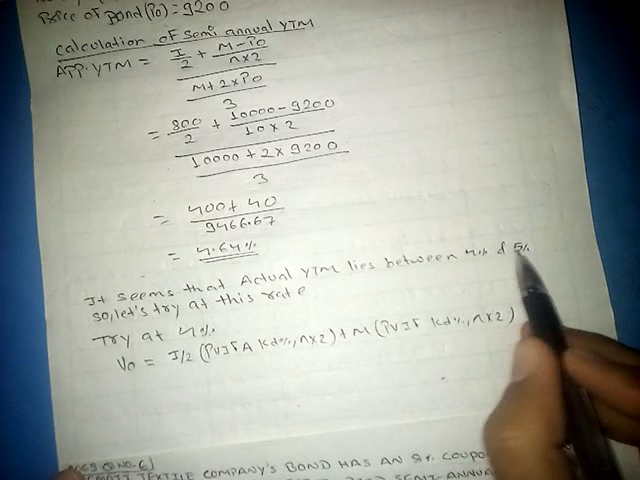 Price of bond (P0) = 9200
calculation of semi annual YTM
APP. YTM = I/2 + M-P0/n×2
M+2×P0
3
= 800/2 + 10000-9200/10×2
10000+2×9200
3
= 400+40
9466.67
= 4.64%
It seems that Actual YTM lies between 4% & 5%
so, let's try at this rate
Try at 4%
V0 = I/2 (PVIFA kd%, n×2) + M (PVIF kd%, n×2)
TEXTILE COMPANY'S BOND HAS AN 8% COUPO
SEMI-ANNUA